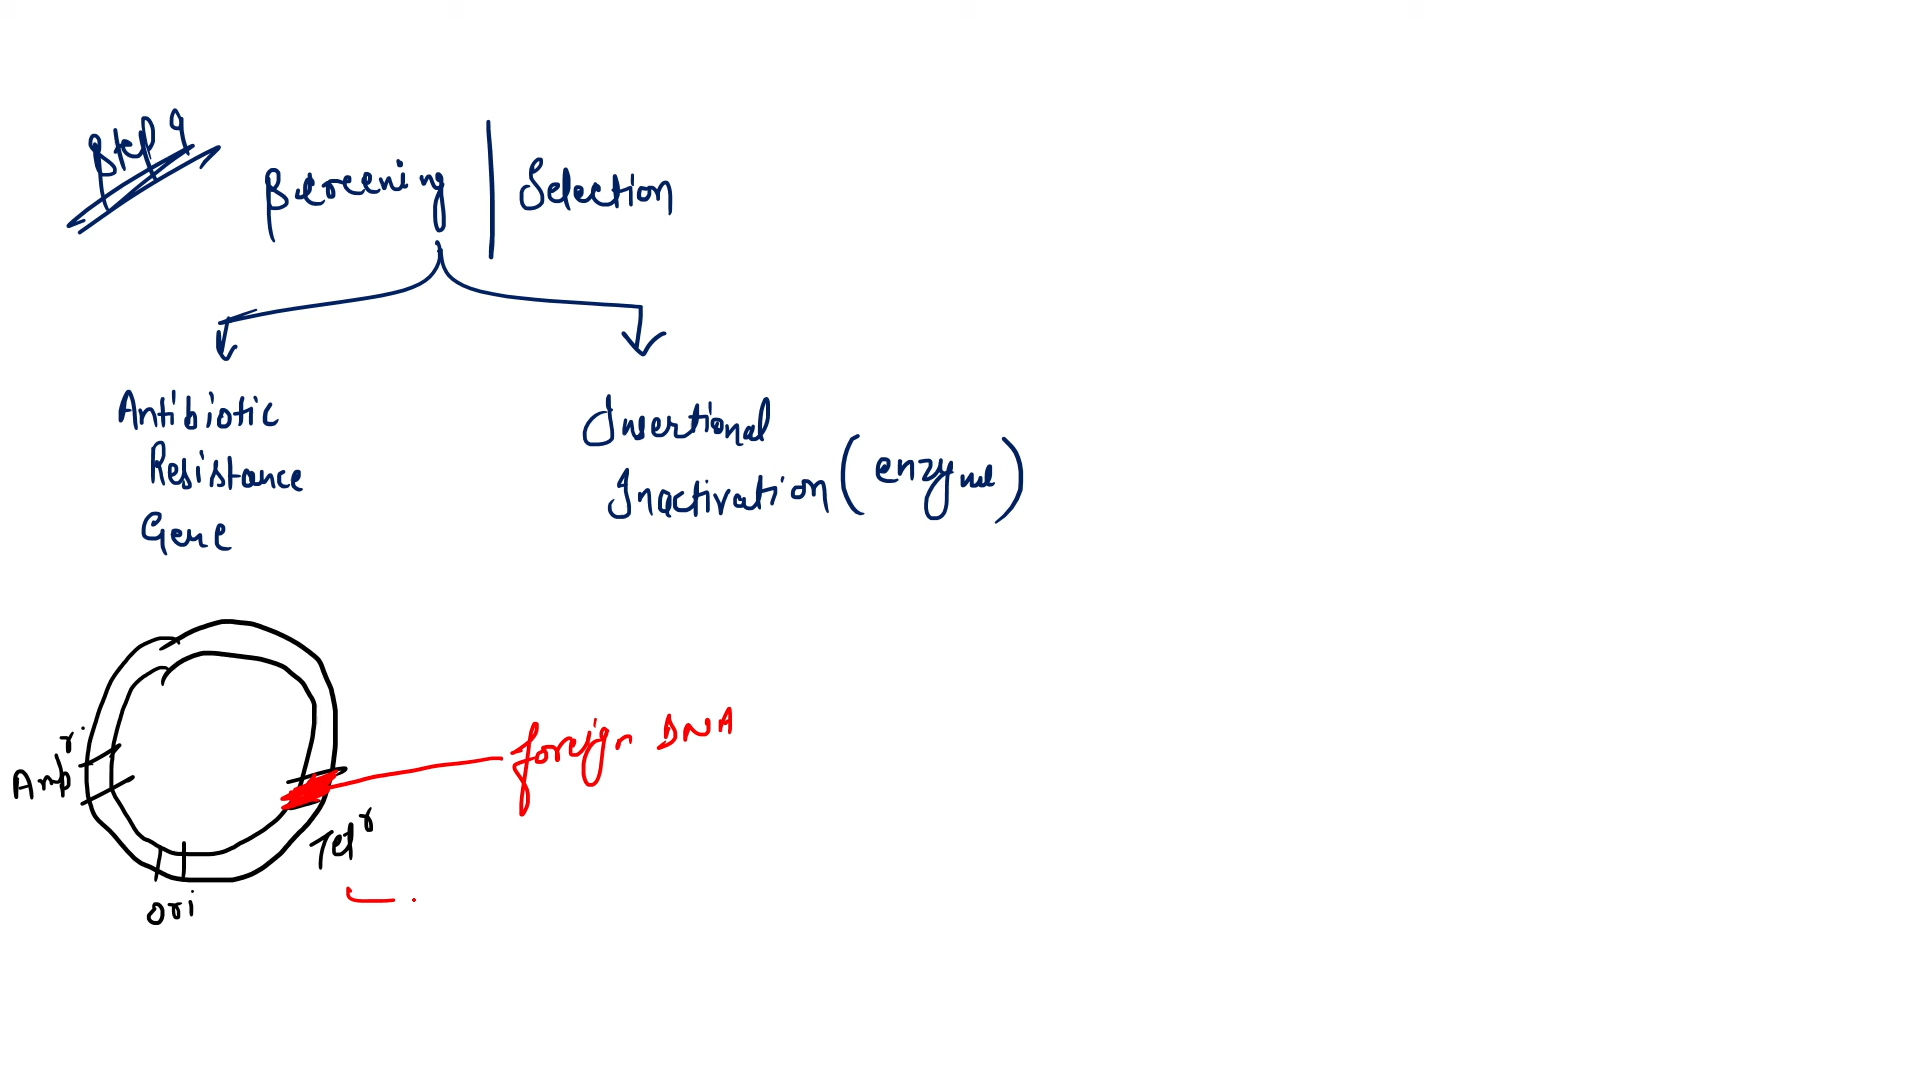 Step 9
Screening | Selection
Antibiotic
Resistance
Gene
Insertional
Inactivation (enzyme)
foreign DNA
Ampʳ
Tetʳ
ori